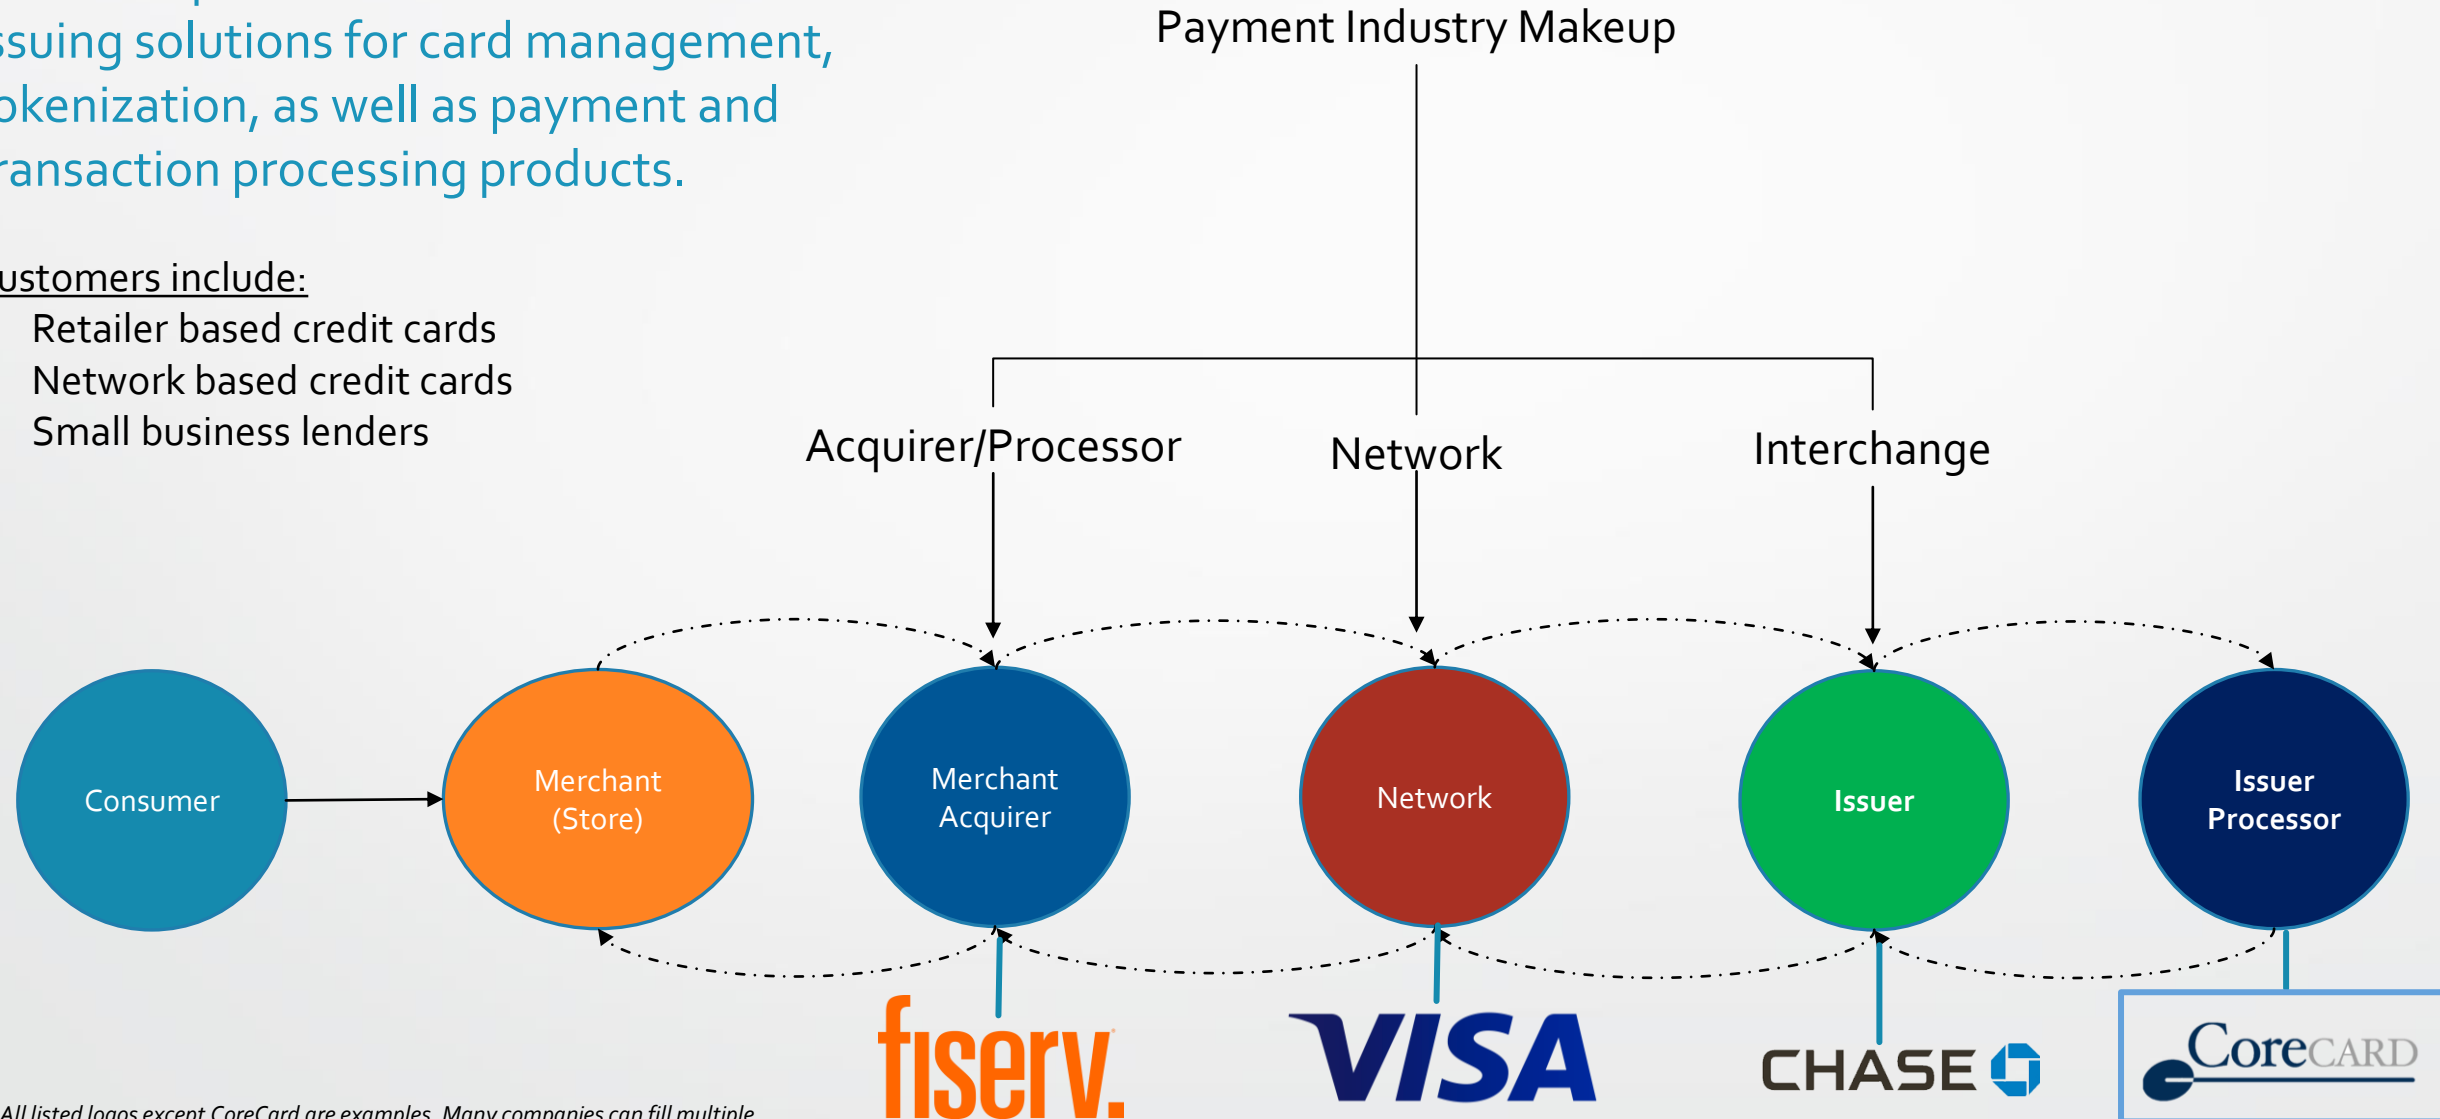 ssuing solutions for card management,
okenization, as well as payment and
ransaction processing products.
ustomers include:
Retailer based credit cards
Network based credit cards
Small business lenders
Payment Industry Makeup
Acquirer/Processor
Network
Interchange
Consumer
Merchant
(Store)
Merchant
Acquirer
Network
Issuer
Issuer
Processor
fiserv.
VISA
CHASE
CoreCARD
All listed logos except CoreCard are examples. Many companies can fill multiple